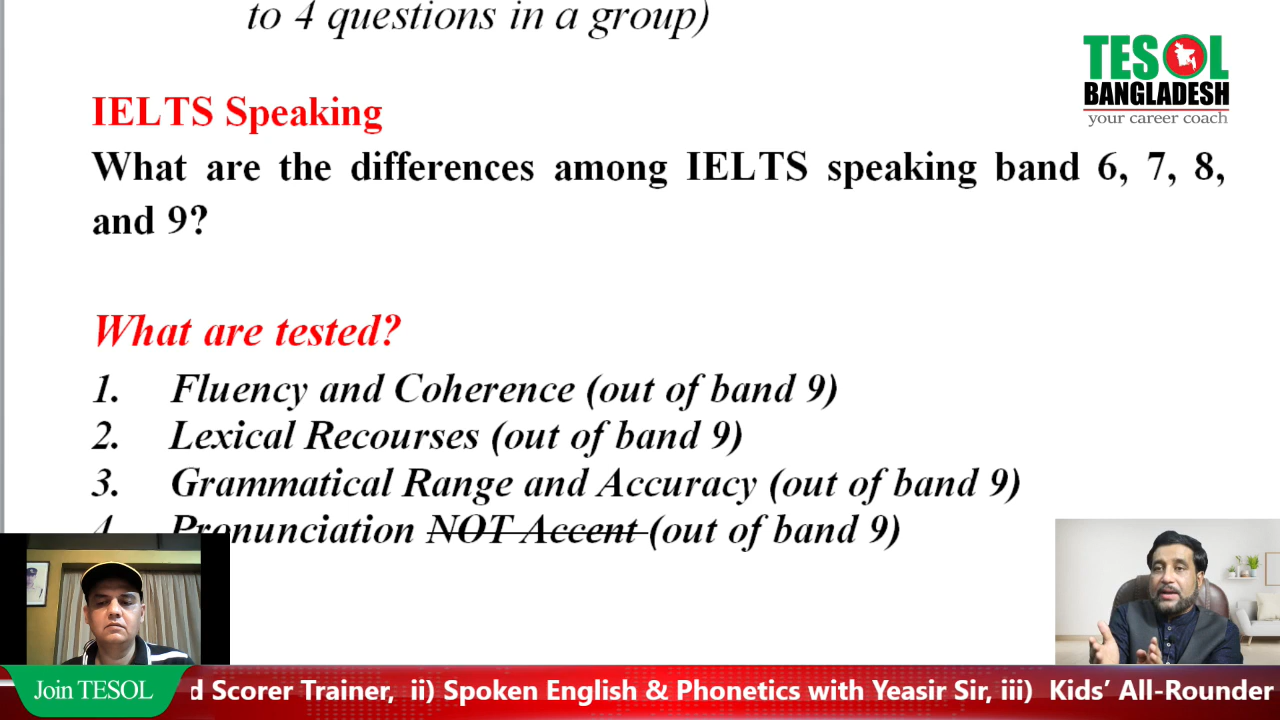 to 4 questions in a group)
TESOL
BANGLADESH
your career coach
IELTS Speaking
What are the differences among IELTS speaking band 6, 7, 8,
and 9?
What are tested?
1. Fluency and Coherence (out of band 9)
2. Lexical Recourses (out of band 9)
3. Grammatical Range and Accuracy (out of band 9)
4. Pronunciation NOT Accent (out of band 9)
Join TESOL
d Scorer Trainer, ii) Spoken English & Phonetics with Yeasir Sir, iii) Kids’ All-Rounder